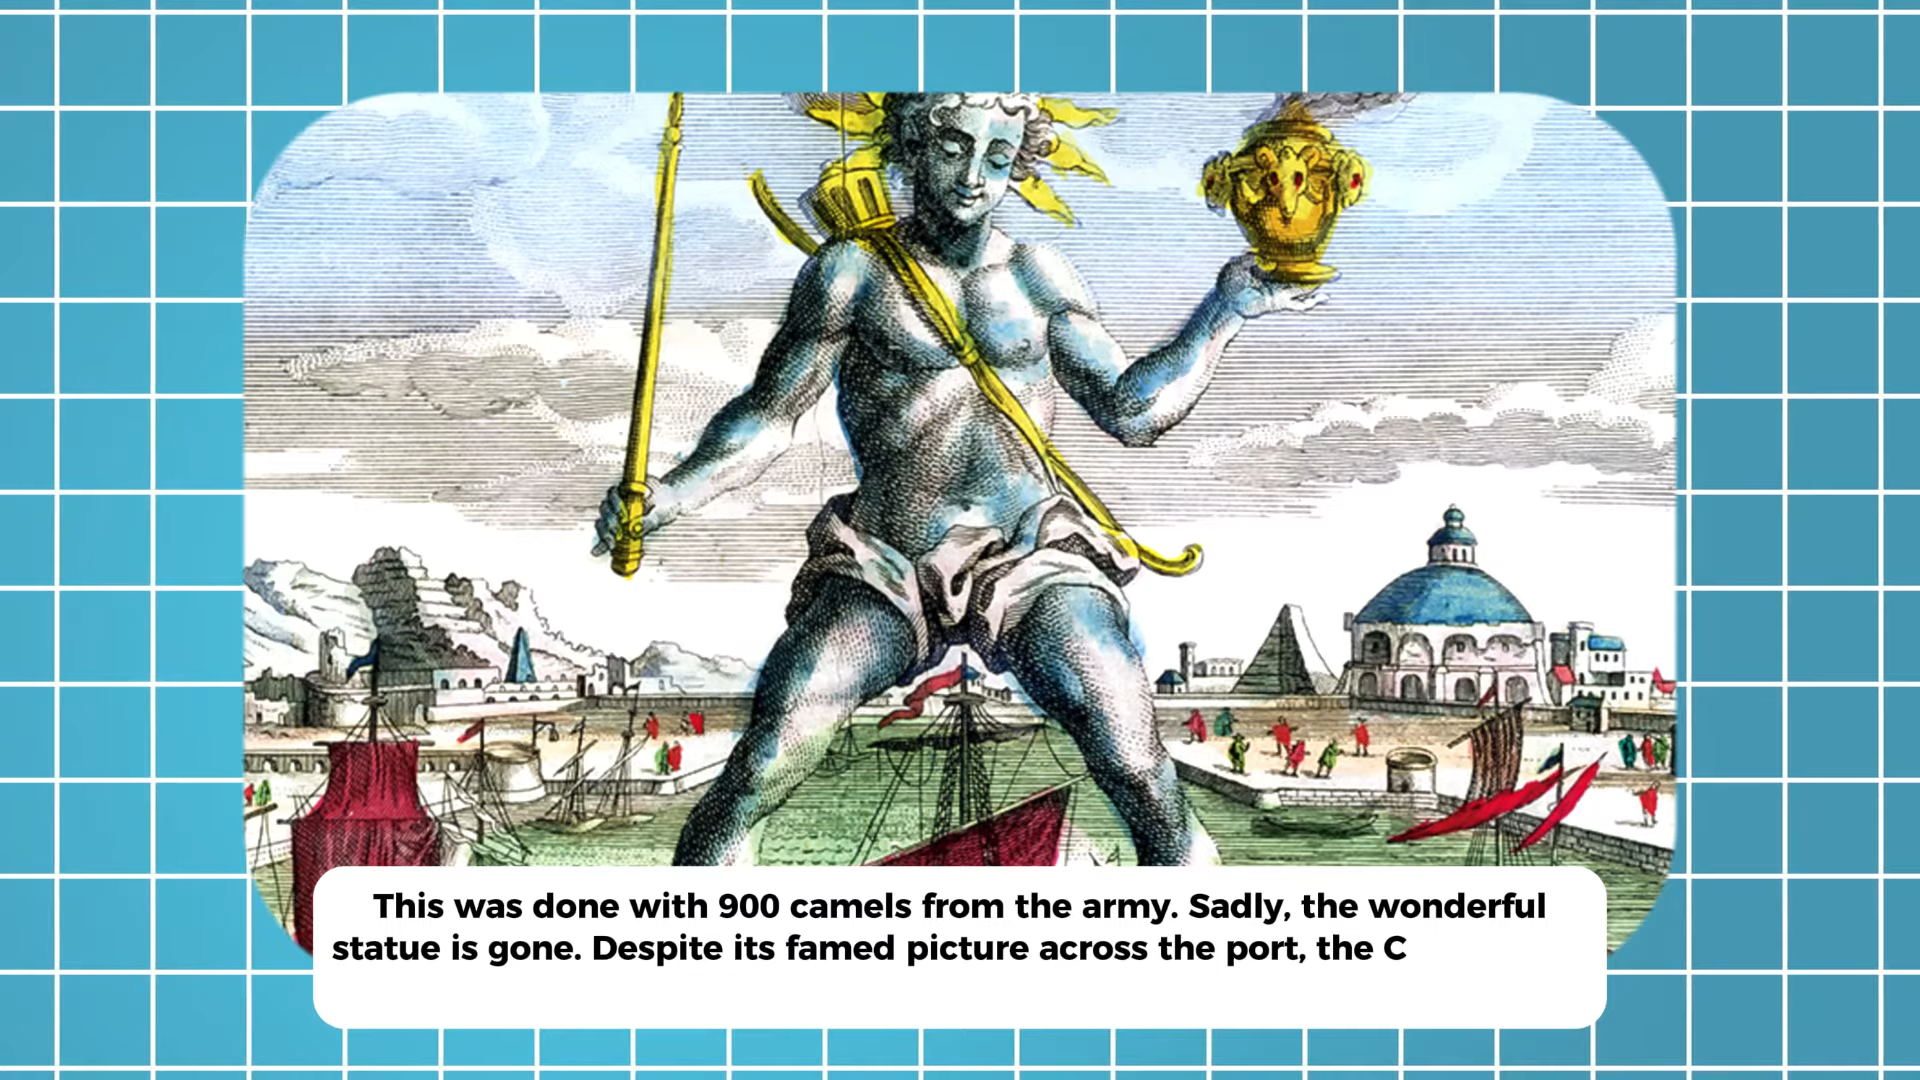 This was done with 900 camels from the army. Sadly, the wonderful
statue is gone. Despite its famed picture across the port, the C